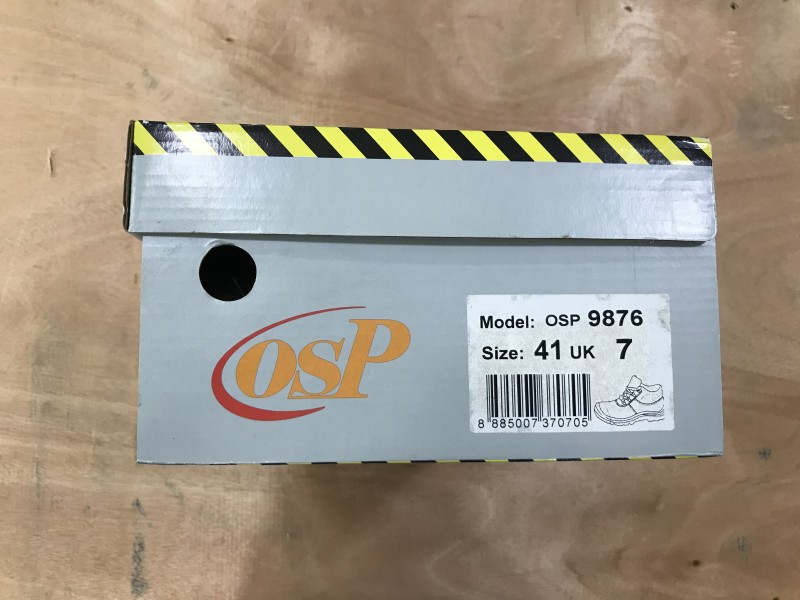 OSP
Model: OSP 9876
Size: 41 UK 7
8 885007 370705